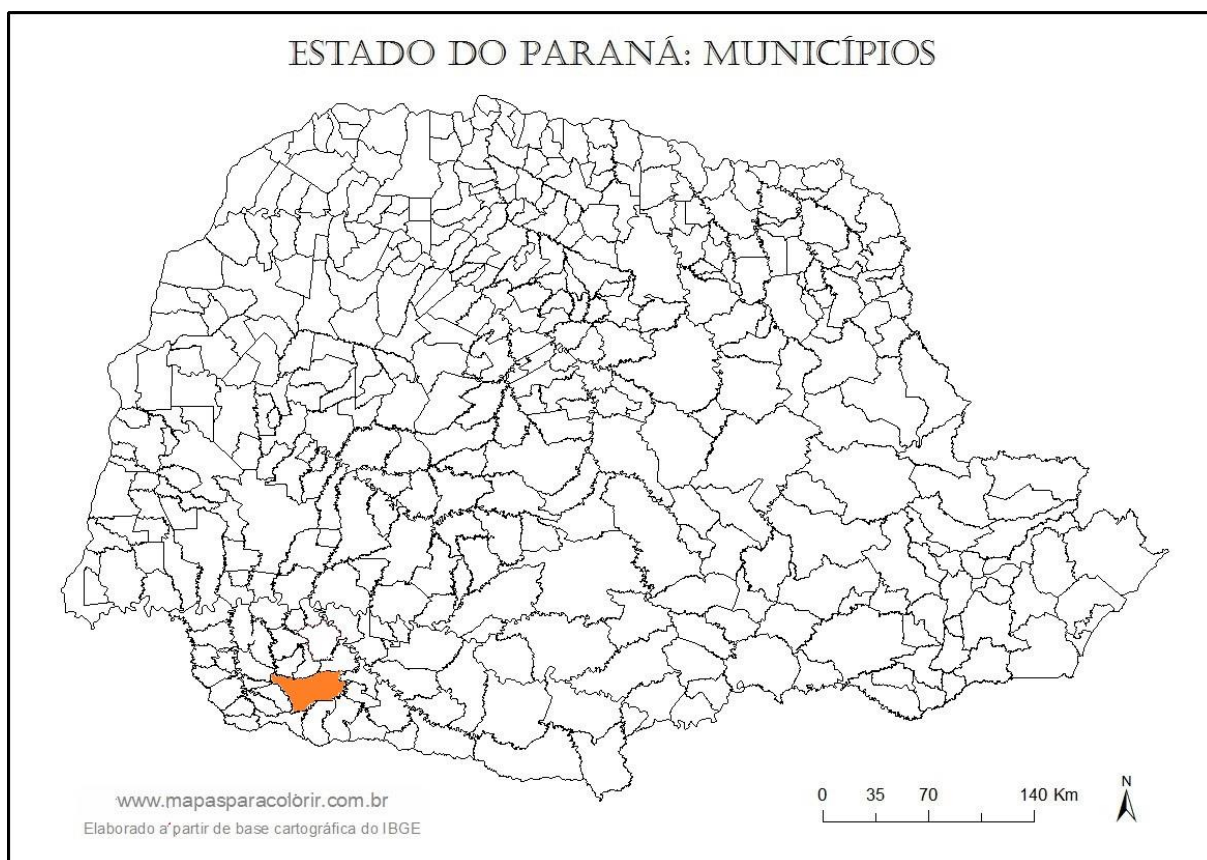 ESTADO DO PARANÁ: MUNICÍPIOS
www.mapasparacolorir.com.br
Elaborado a partir de base cartográfica do IBGE
0 35 70 140 Km
N